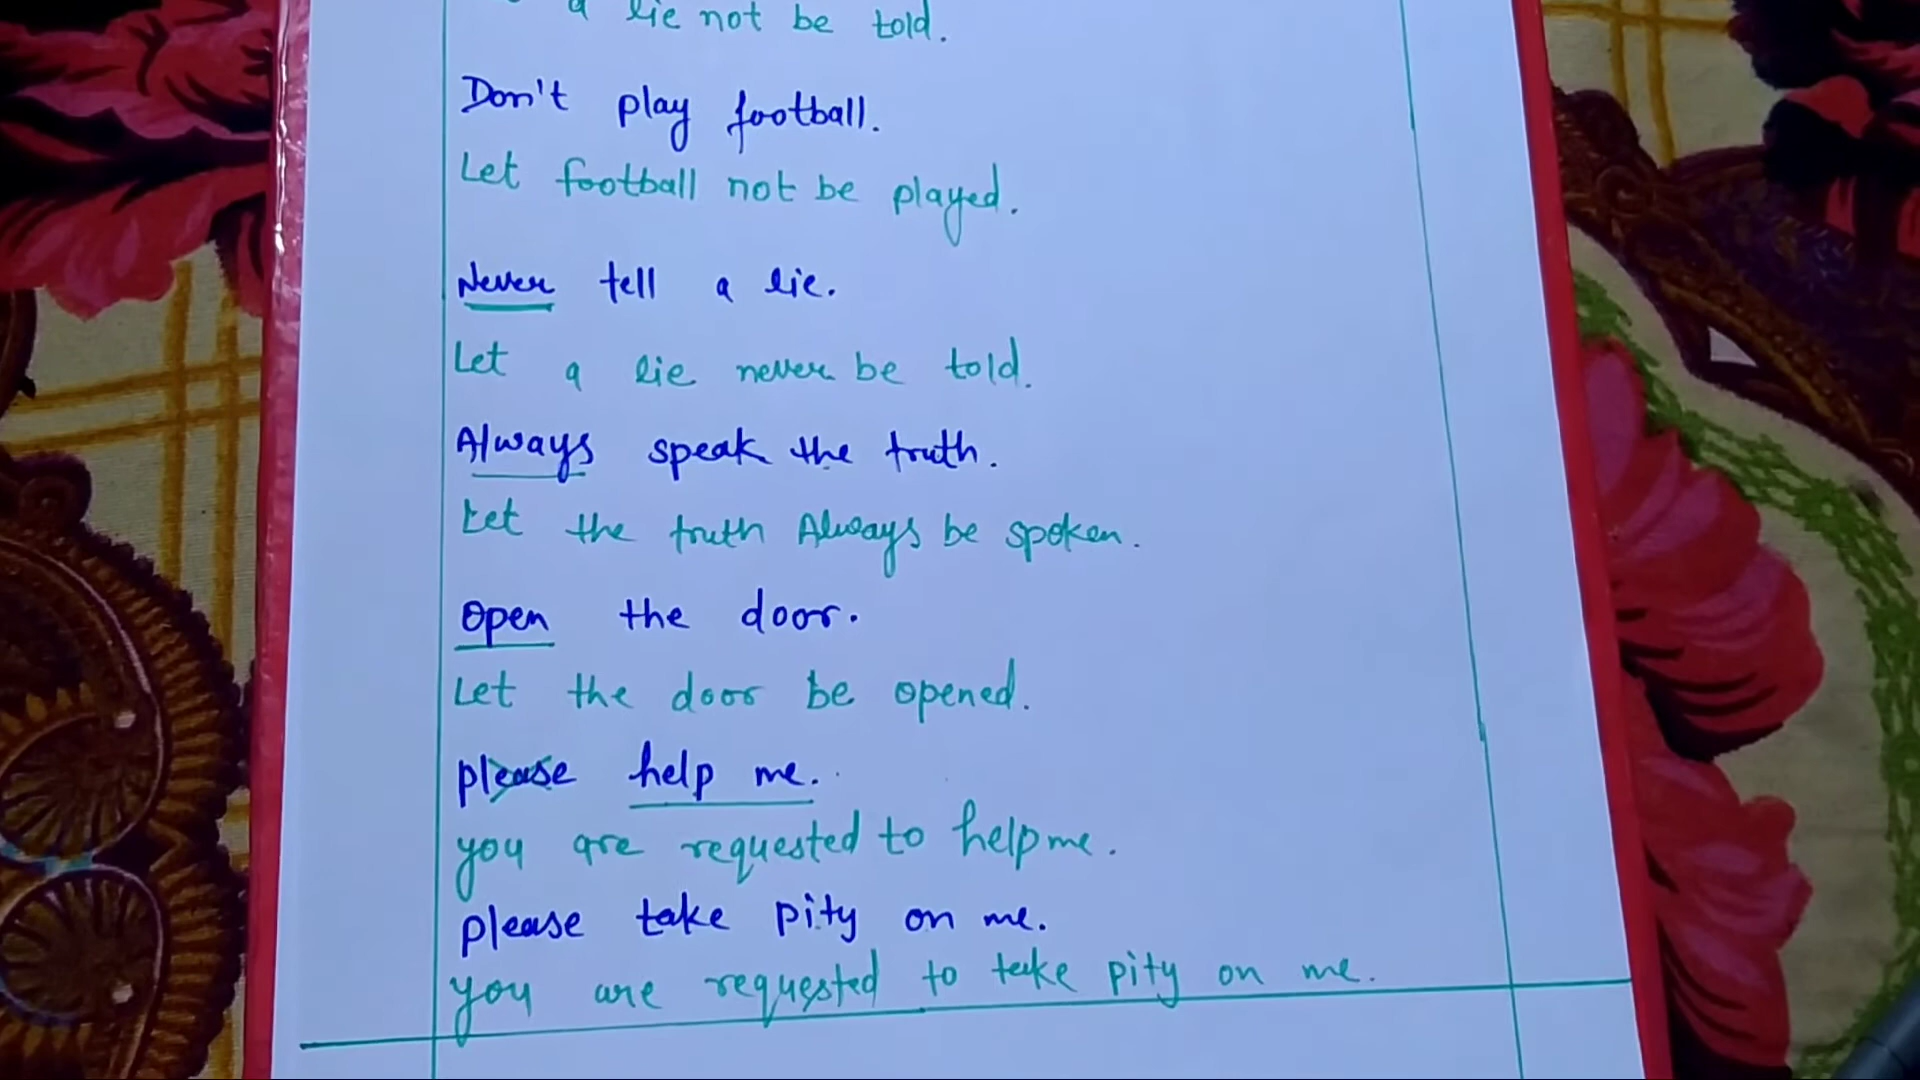 a lie not be told.
Don't play football.
Let football not be played.
Never tell a lie.
Let a lie never be told.
Always speak the truth.
Let the truth Always be spoken.
Open the door.
Let the door be opened.
please help me.
you are requested to help me.
please take pity on me.
you are requested to take pity on me.